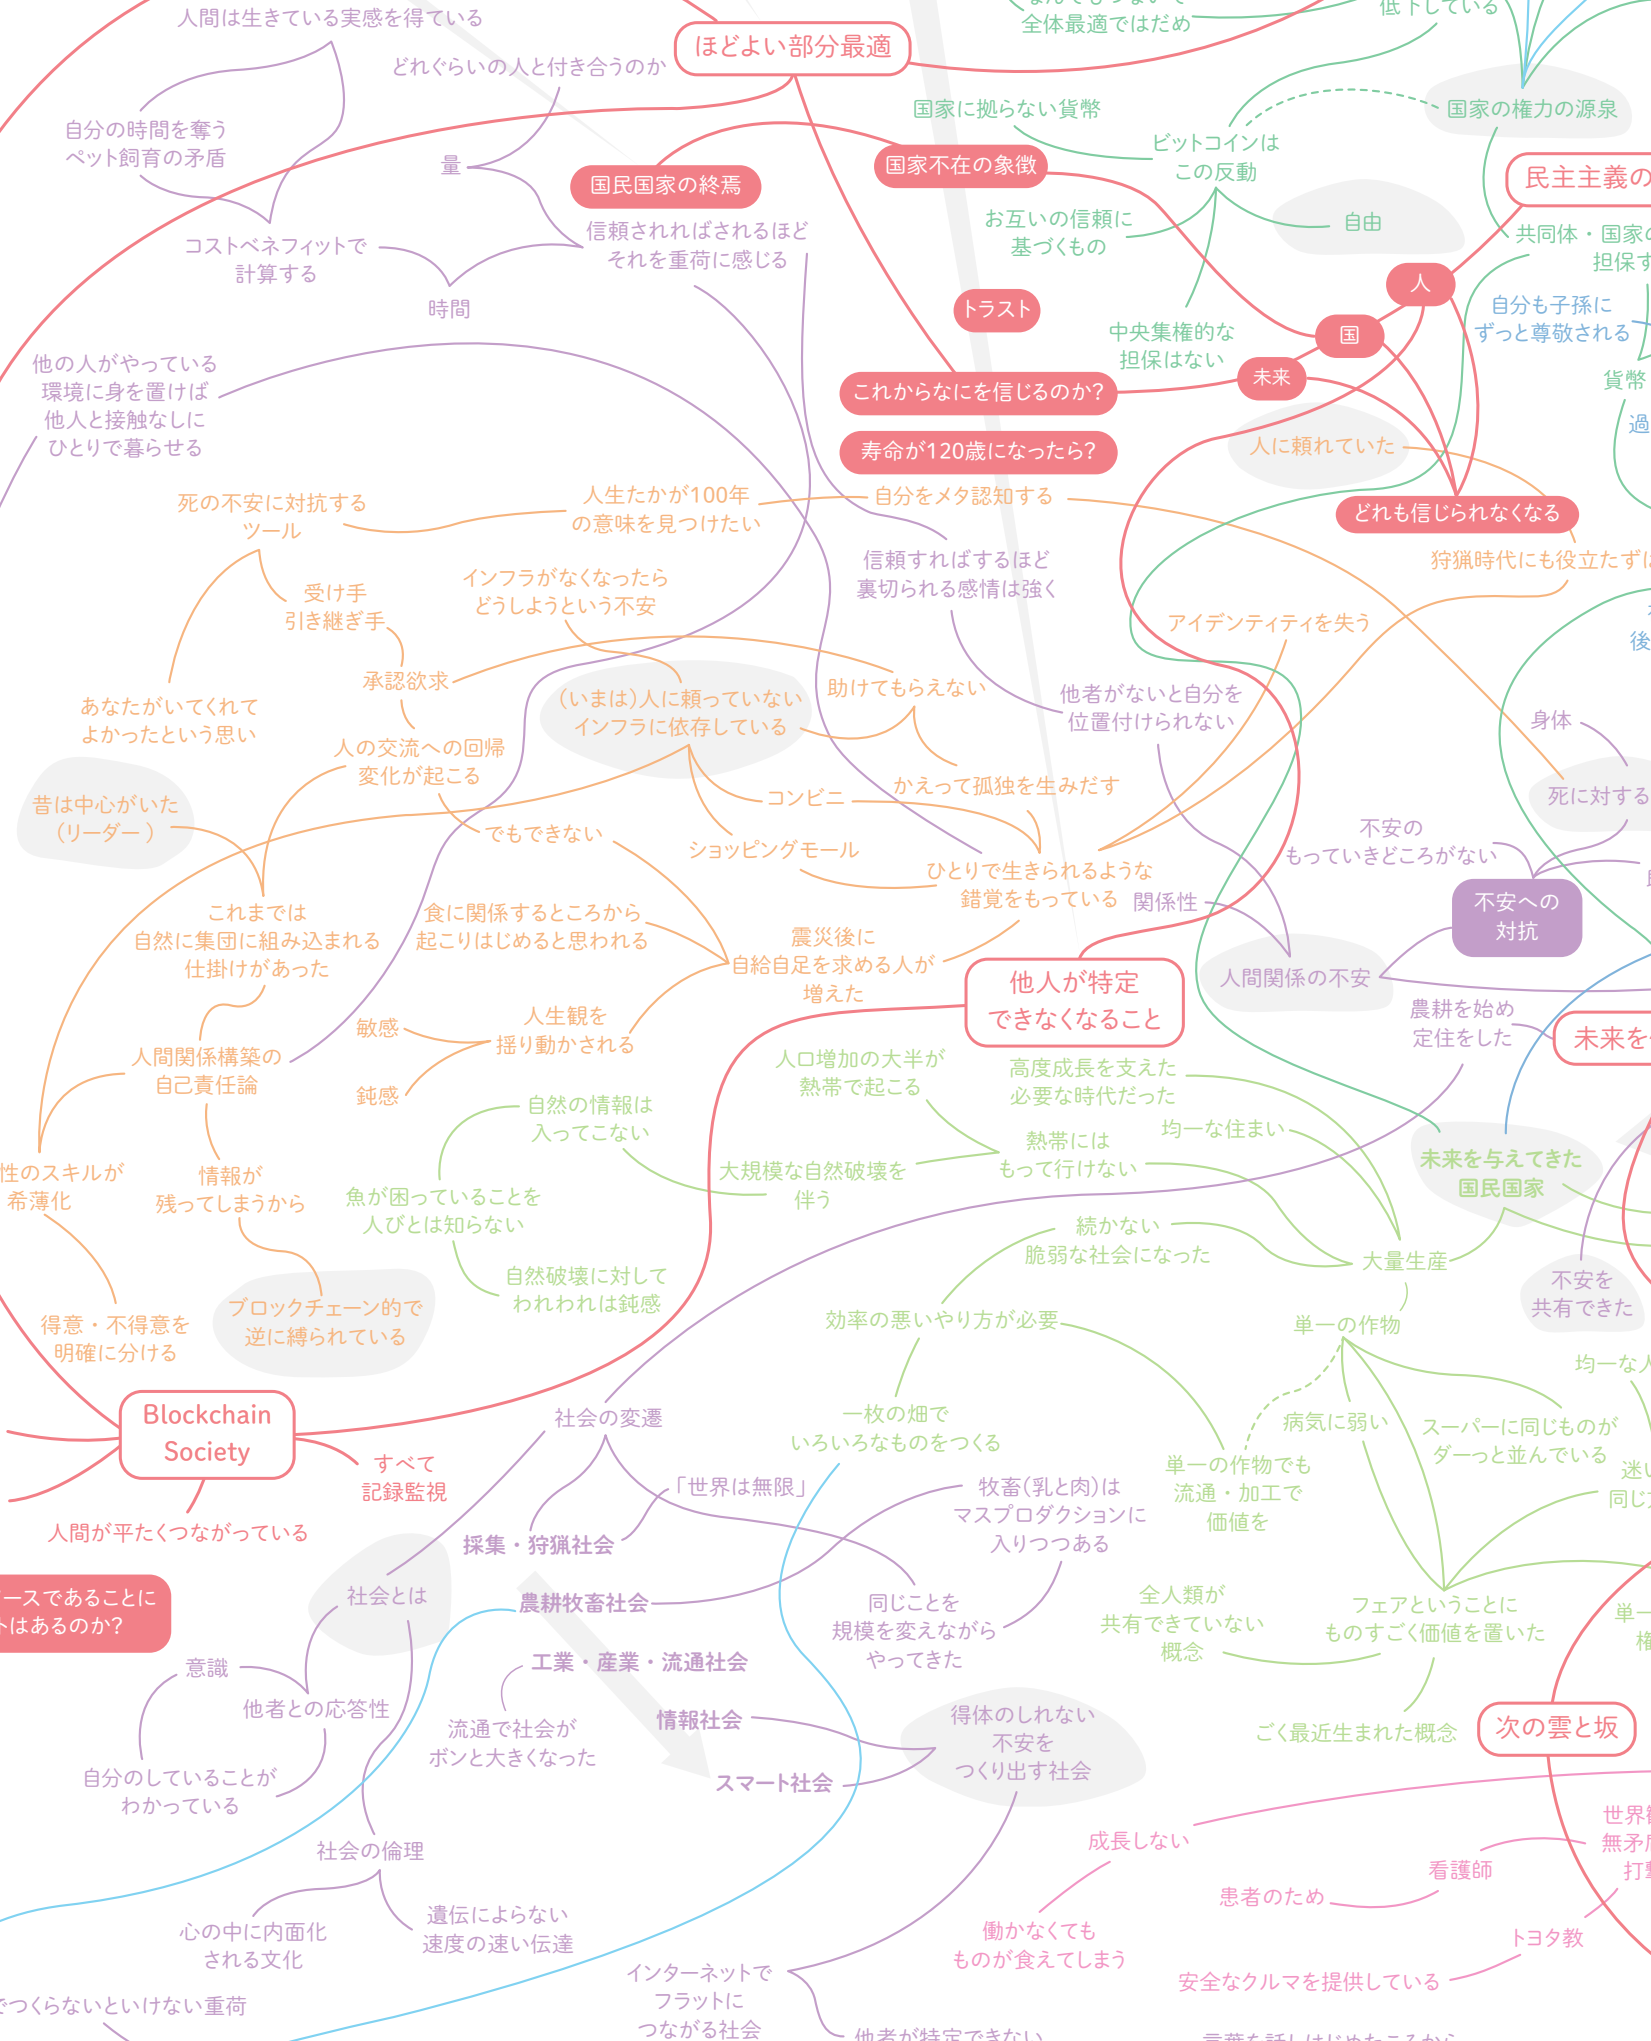 人間は生きている実感を得ている
全体最適ではだめ
低下している
ほどよい部分最適
どれぐらいの人と付き合うのか
国家に拠らない貨幣
国家の権力の源泉
自分の時間を奪う
ペット飼育の矛盾
量
国民国家の終焉
国家不在の象徴
ビットコインは
この反動
民主主義の
お互いの信頼に
基づくもの
自由
コストベネフィットで
計算する
信頼されればされるほど
それを重荷に感じる
共同体・国家の
担保す
時間
トラスト
人
国
未来
自分も子孫に
ずっと尊敬される
中央集権的な
担保はない
他の人がやっている
環境に身を置けば
他人と接触なしに
ひとりで暮らせる
これからなにを信じるのか?
貨幣
過
寿命が120歳になったら?
人に頼れていた
死の不安に対抗する
ツール
人生たかが100年
の意味を見つけたい
自分をメタ認知する
どれも信じられなくなる
信頼すればするほど
裏切られる感情は強く
狩猟時代にも役立たずは
受け手
引き継ぎ手
インフラがなくなったら
どうしようという不安
アイデンティティを失う
後
承認欲求
あなたがいてくれて
よかったという思い
(いまは)人に頼っていない
インフラに依存している
助けてもらえない
他者がないと自分を
位置付けられない
身体
人の交流への回帰
変化が起こる
昔は中心がいた
(リーダー)
コンビニ
かえって孤独を生みだす
死に対する
でもできない
ショッピングモール
不安の
もっていきどころがない
ひとりで生きられるような
錯覚をもっている
関係性
不安への
対抗
これまでは
自然に集団に組み込まれる
仕掛けがあった
食に関係するところから
起こりはじめると思われる
震災後に
自給自足を求める人が
増えた
他人が特定
できなくなること
人間関係の不安
農耕を始め
定住をした
未来を
敏感
人生観を
揺り動かされる
鈍感
人間関係構築の
自己責任論
人口増加の大半が
熱帯で起こる
高度成長を支えた
必要な時代だった
自然の情報は
入ってこない
均一な住まい
熱帯には
もって行けない
大規模な自然破壊を
伴う
未来を与えてきた
国民国家
性のスキルが
希薄化
情報が
残ってしまうから
魚が困っていることを
人びとは知らない
続かない
脆弱な社会になった
大量生産
自然破壊に対して
われわれは鈍感
不安を
共有できた
得意・不得意を
明確に分ける
ブロックチェーン的で
逆に縛られている
効率の悪いやり方が必要
単一の作物
均一な人
Blockchain
Society
社会の変遷
一枚の畑で
いろいろなものをつくる
病気に弱い
スーパーに同じものが
ダーっと並んでいる
すべて
記録監視
単一の作物でも
流通・加工で
価値を
迷い
同じ
「世界は無限」
牧畜(乳と肉)は
マスプロダクションに
入りつつある
人間が平たくつながっている
採集・狩猟社会
ースであることに
トはあるのか?
社会とは
農耕牧畜社会
同じことを
規模を変えながら
やってきた
全人類が
共有できていない
概念
フェアということに
ものすごく価値を置いた
単一
権
意識
工業・産業・流通社会
他者との応答性
流通で社会が
ボンと大きくなった
情報社会
得体のしれない
不安を
つくり出す社会
ごく最近生まれた概念
次の雲と坂
スマート社会
自分のしていることが
わかっている
社会の倫理
成長しない
世界観
無矛盾
打撃
看護師
患者のため
心の中に内面化
される文化
遺伝によらない
速度の速い伝達
働かなくても
ものが食えてしまう
トヨタ教
安全なクルマを提供している
インターネットで
フラットに
つながる社会
でつくらないといけない重荷
他者が特定できない
言葉を話しはじめたころから